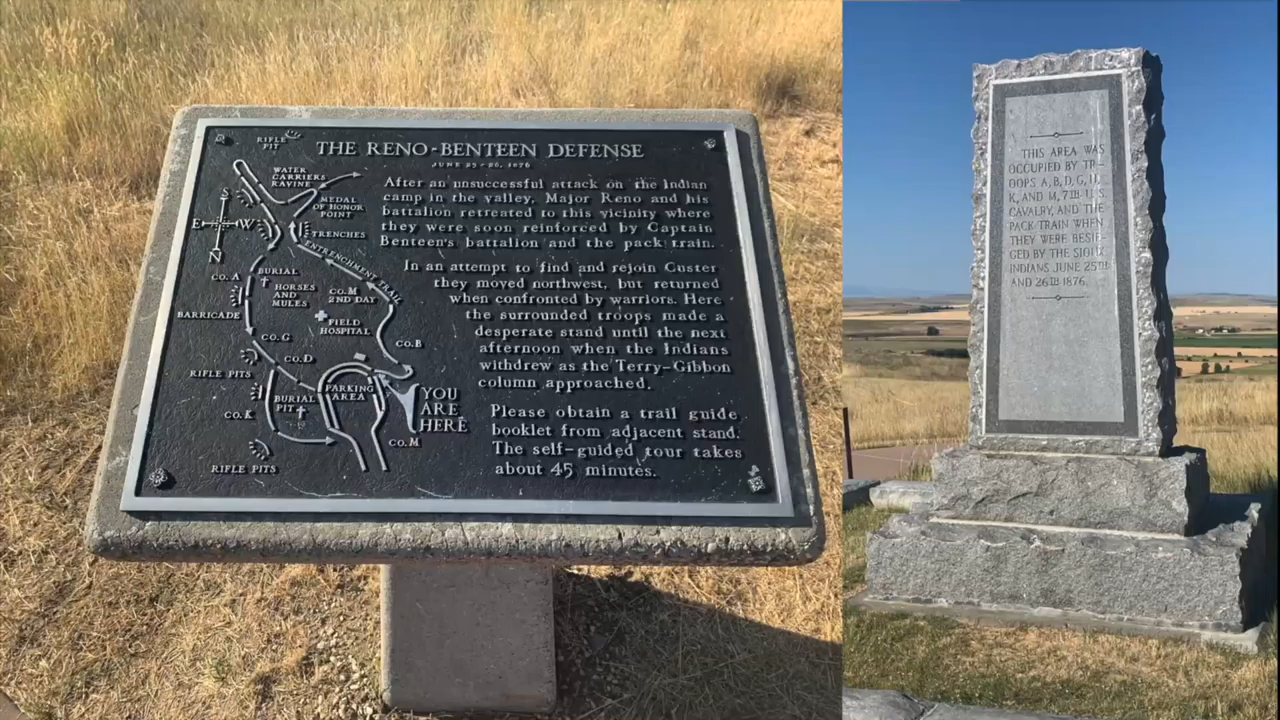 THE RENO-BENTEEN DEFENSE
JUNE 25-26, 1876
After an unsuccessful attack on the Indian
camp in the valley, Major Reno and his
battalion retreated to this vicinity where
they were soon reinforced by Captain
Benteen's battalion and the pack train.
In an attempt to find and rejoin Custer
they moved northwest, but returned
when confronted by warriors. Here
the surrounded troops made a
desperate stand until the next
afternoon when the Indians
withdrew as the Terry-Gibbon
column approached.
Please obtain a trail guide
booklet from adjacent stand.
The self-guided tour takes
about 45 minutes.
RIFLE
PIT
WATER
CARRIERS
RAVINE
MEDAL
OF HONOR
POINT
TRENCHES
S
E W
N
ENTRENCHMENT TRAIL
CO. A
BURIAL
HORSES
AND
MULES
CO. M
2ND DAY
BARRICADE
FIELD
HOSPITAL
CO. G
CO. B
CO. D
RIFLE PITS
PARKING
AREA
YOU
ARE
HERE
BURIAL
PIT
CO. K
CO. M
RIFLE PITS
THIS AREA WAS
OCCUPIED BY TR-
OOPS A, B, D, G, H,
K, AND M, 7TH U.S.
CAVALRY, AND THE
PACK TRAIN WHEN
THEY WERE BESIE-
GED BY THE SIOUX
INDIANS JUNE 25TH
AND 26TH 1876.